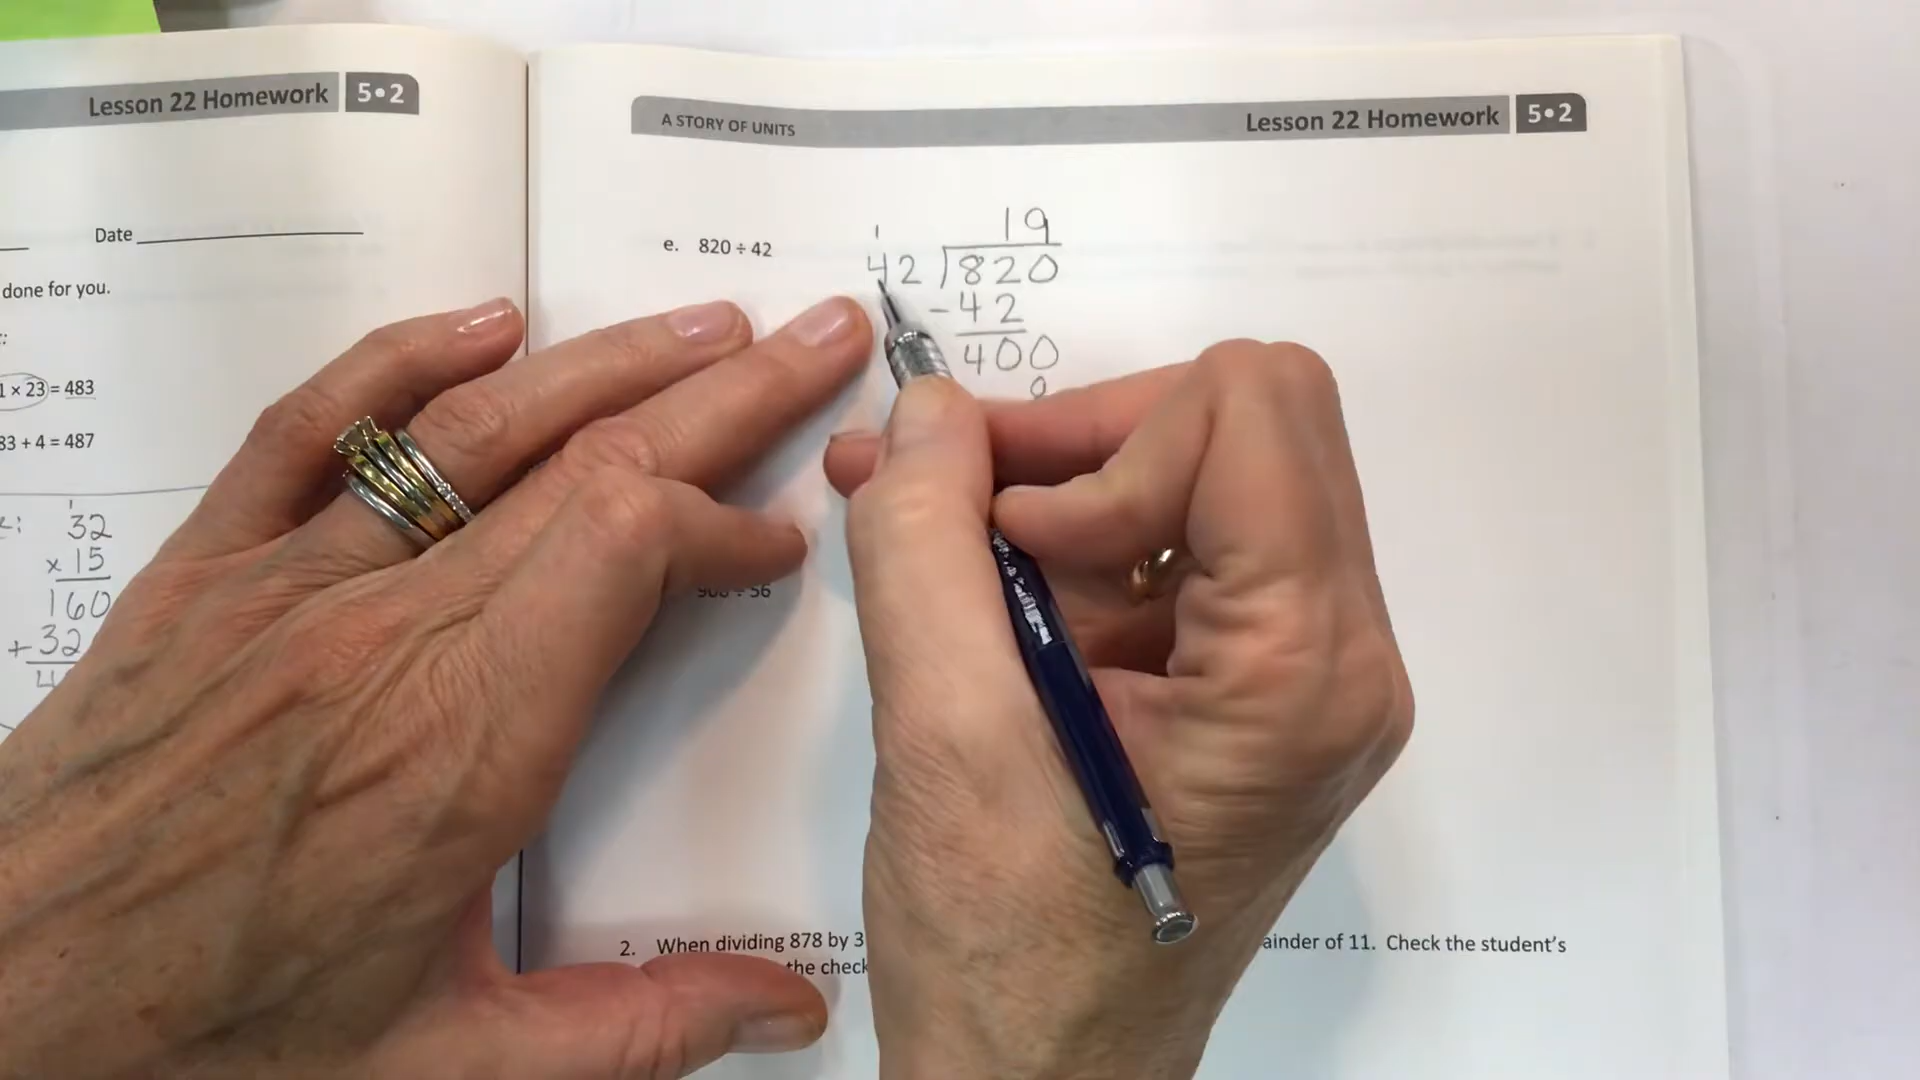 Lesson 22 Homework 5•2
Date
done for you.
1 × 23 = 483
83 + 4 = 487
1
32
x 15
160
+ 32
A STORY OF UNITS Lesson 22 Homework 5•2
1 19
e. 820 ÷ 42 42 ) 820
- 42
400
÷ 56
2. When dividing 878 by 3 ainder of 11. Check the student’s
the check